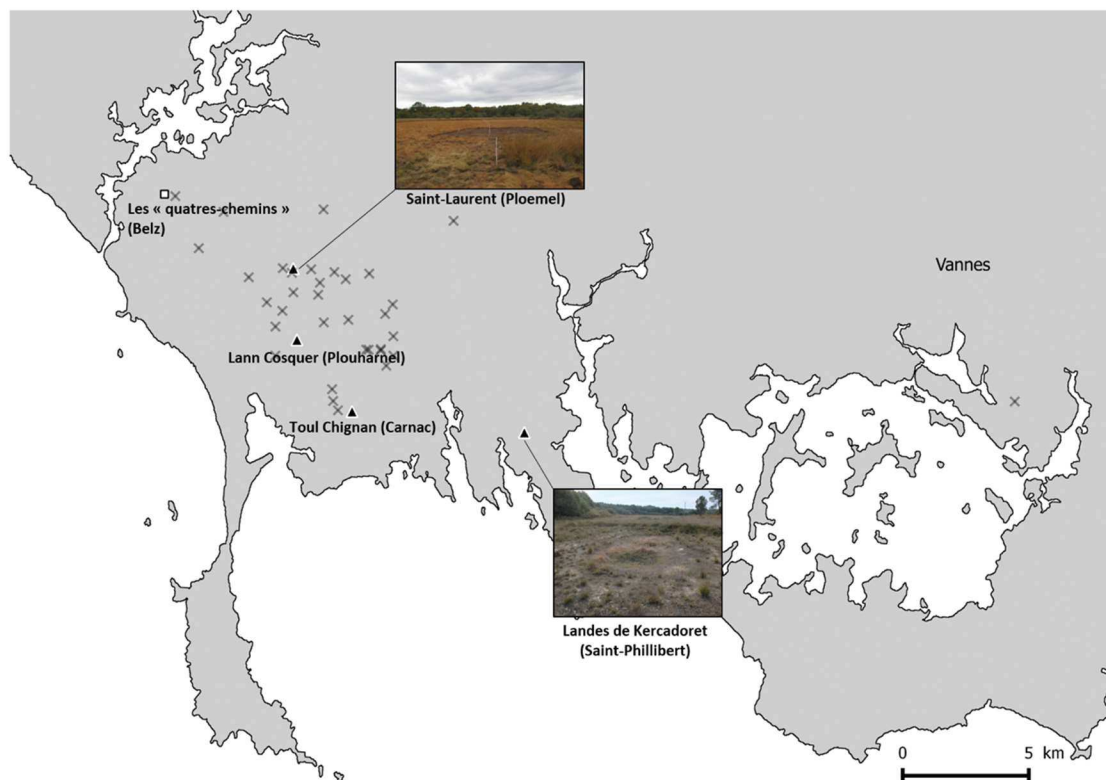 Saint-Laurent (Ploemel)
Les « quatres-chemins »
(Belz)
Vannes
Lann Cosquer (Plouharnel)
Toul Chignan (Carnac)
Landes de Kercadoret
(Saint-Phillibert)
0 5 km